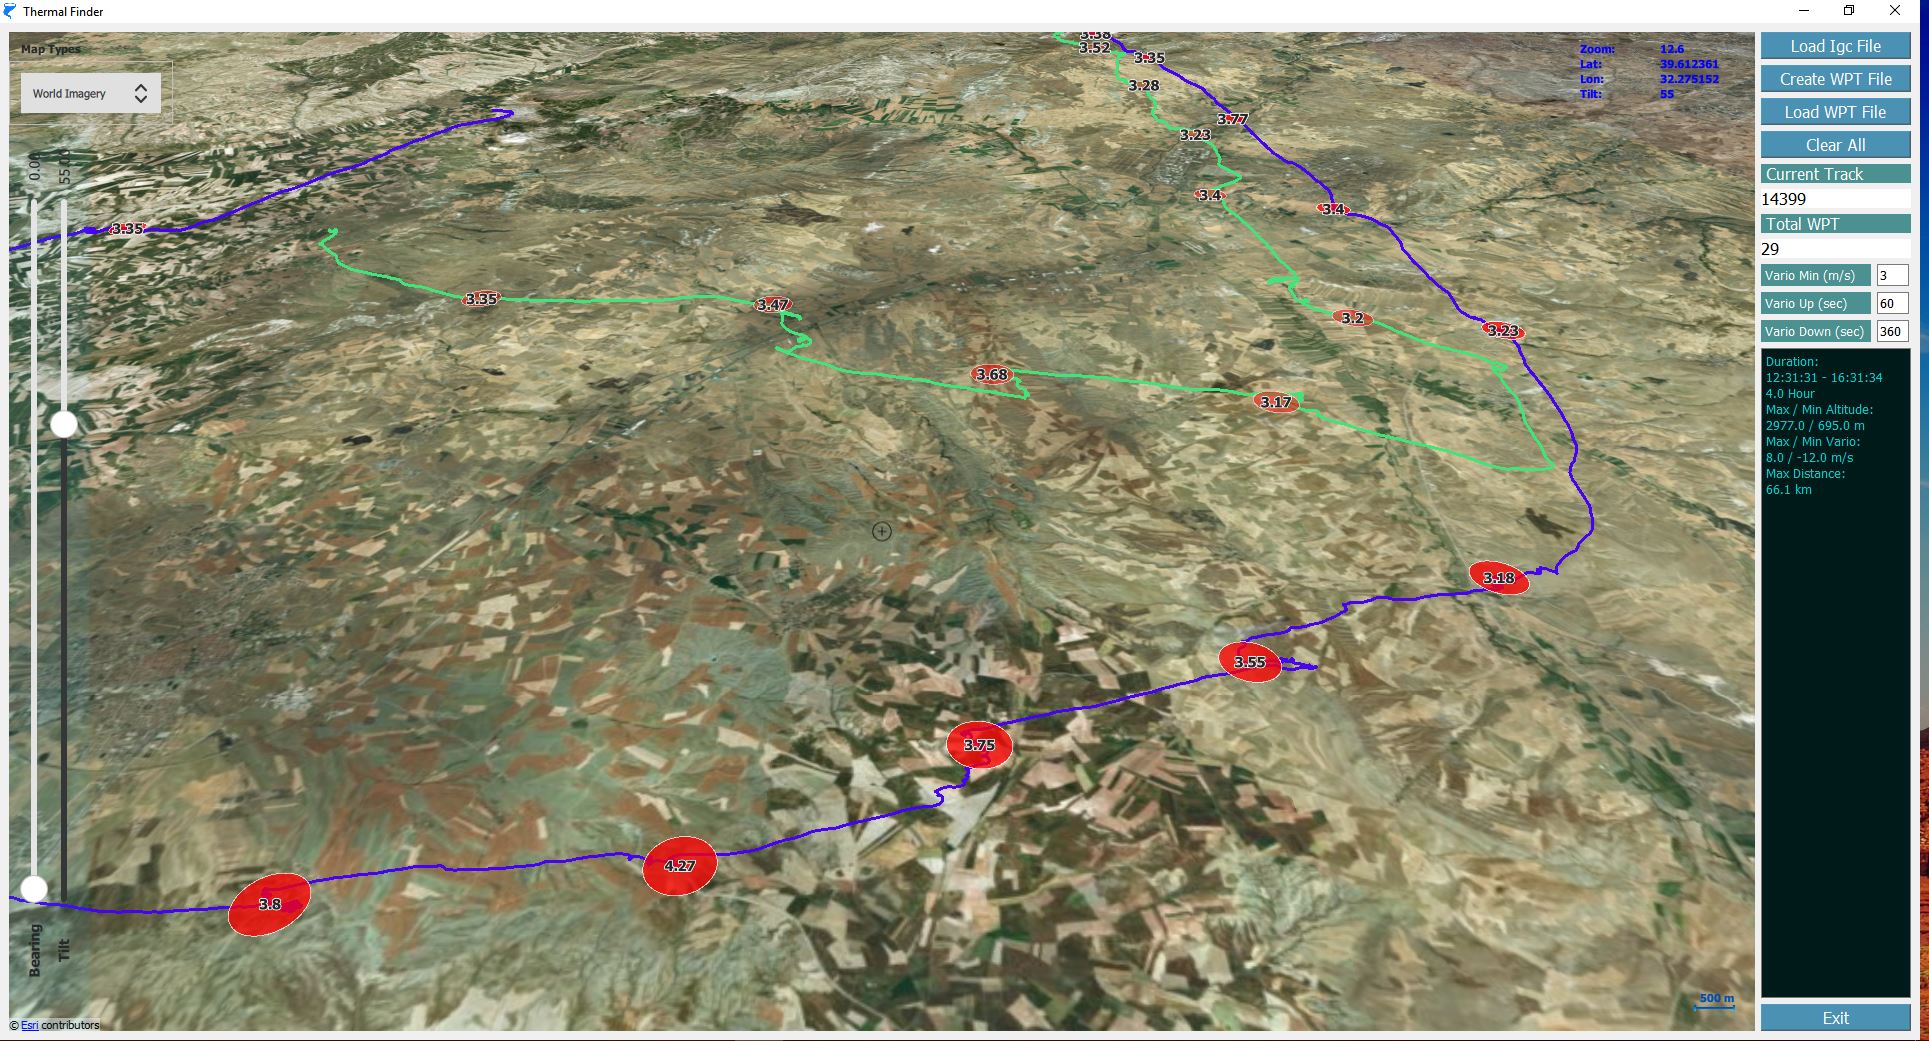 Thermal Finder
Map Types
World Imagery
0.00
55.00
Bearing
Tilt
Zoom: 12.6
Lat: 39.612361
Lon: 32.275152
Tilt: 55
3.38
3.52
3.35
3.28
3.77
3.23
3.4
3.4
3.35
3.35
3.47
3.2
3.23
3.68
3.17
3.18
3.55
3.75
4.27
3.8
500 m
© Esri contributors
Load Igc File
Create WPT File
Load WPT File
Clear All
Current Track
14399
Total WPT
29
Vario Min (m/s) 3
Vario Up (sec) 60
Vario Down (sec) 360
Duration:
12:31:31 - 16:31:34
4.0 Hour
Max / Min Altitude:
2977.0 / 695.0 m
Max / Min Vario:
8.0 / -12.0 m/s
Max Distance:
66.1 km
Exit